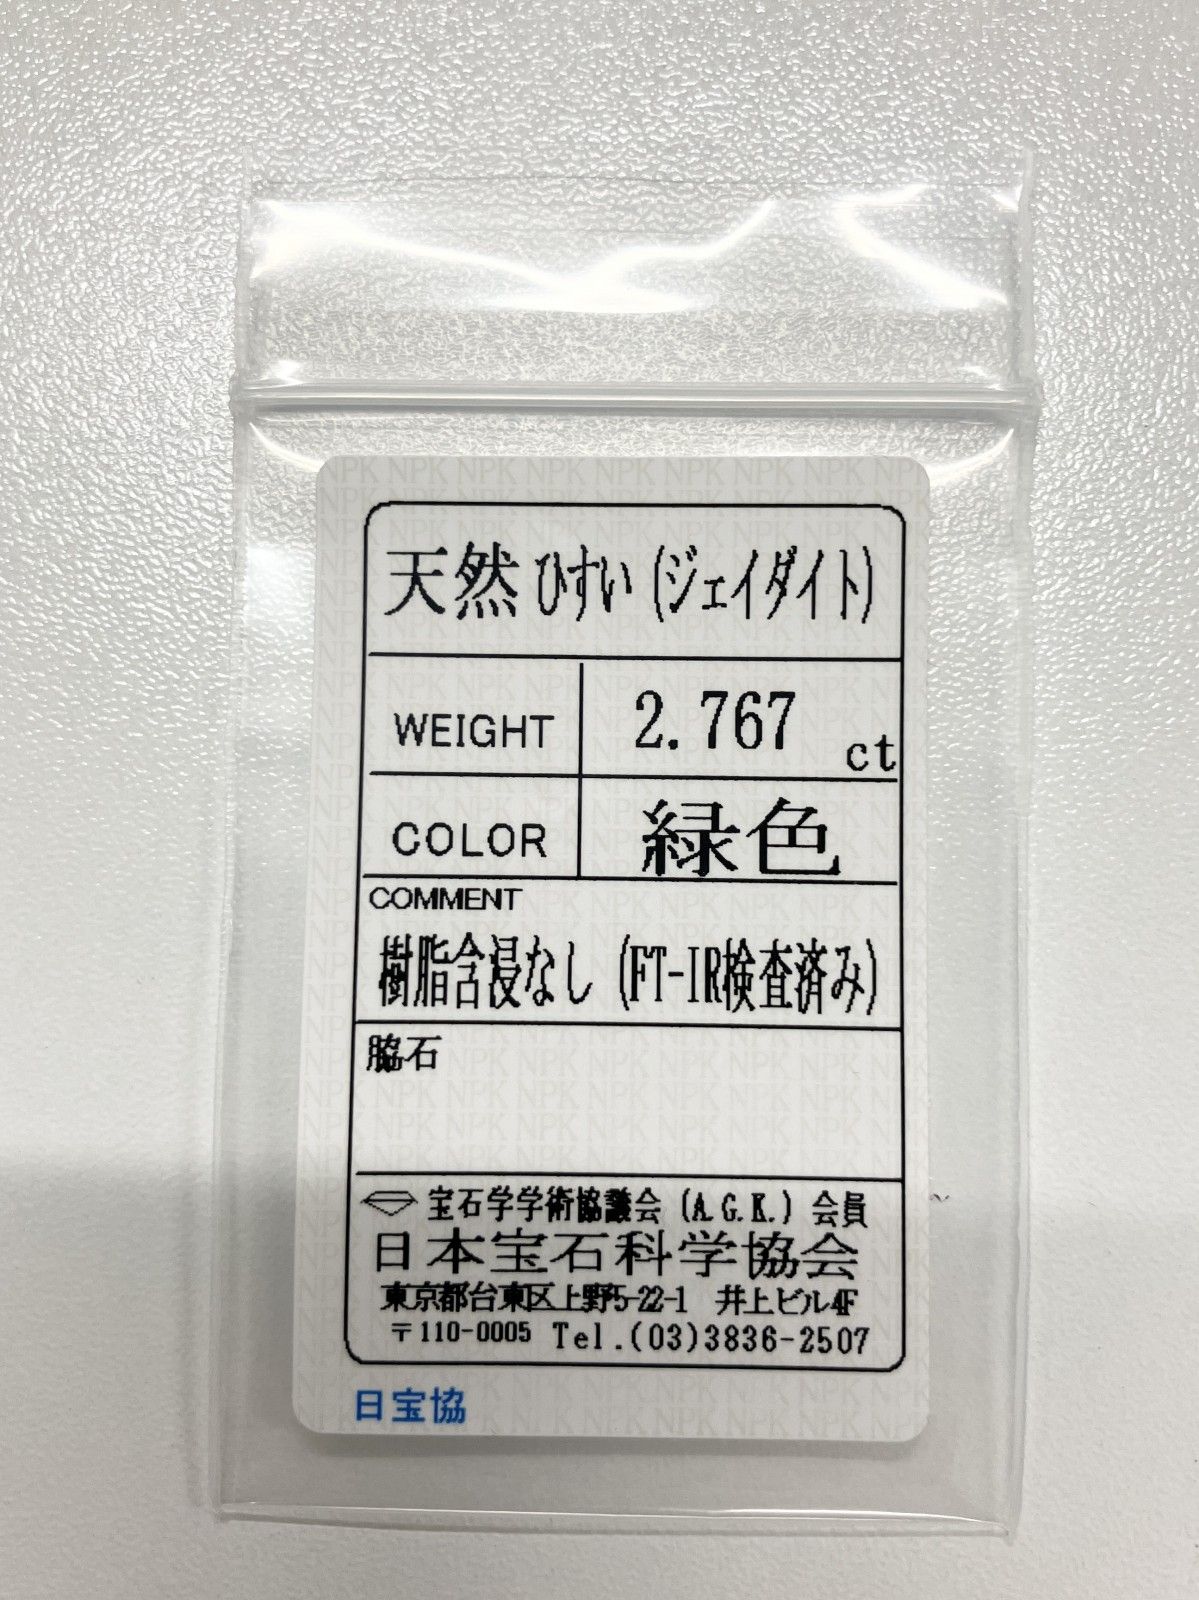 天然ひすい(ジェイダイト)
WEIGHT 2.767 ct
COLOR 緑色
COMMENT
樹脂含浸なし (FT-IR検査済み)
脇石
宝石学学術協議会 (A.G.K.) 会員
日本宝石科学協会
東京都台東区上野5-22-1 井上ビル4F
〒110-0005 Tel.(03)3836-2507
日宝協